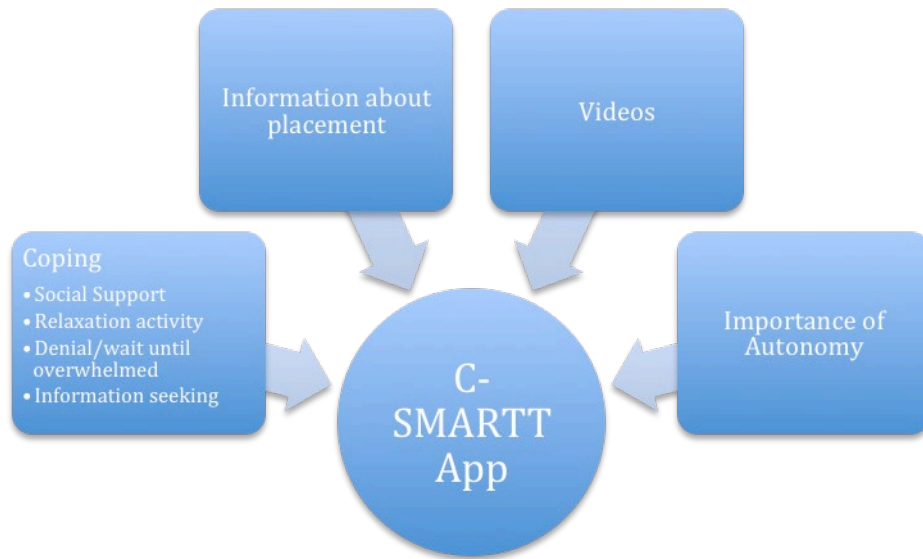 Information about
placement
Videos
Coping
• Social Support
• Relaxation activity
• Denial/wait until
overwhelmed
• Information seeking
Importance of
Autonomy
C-
SMARTT
App